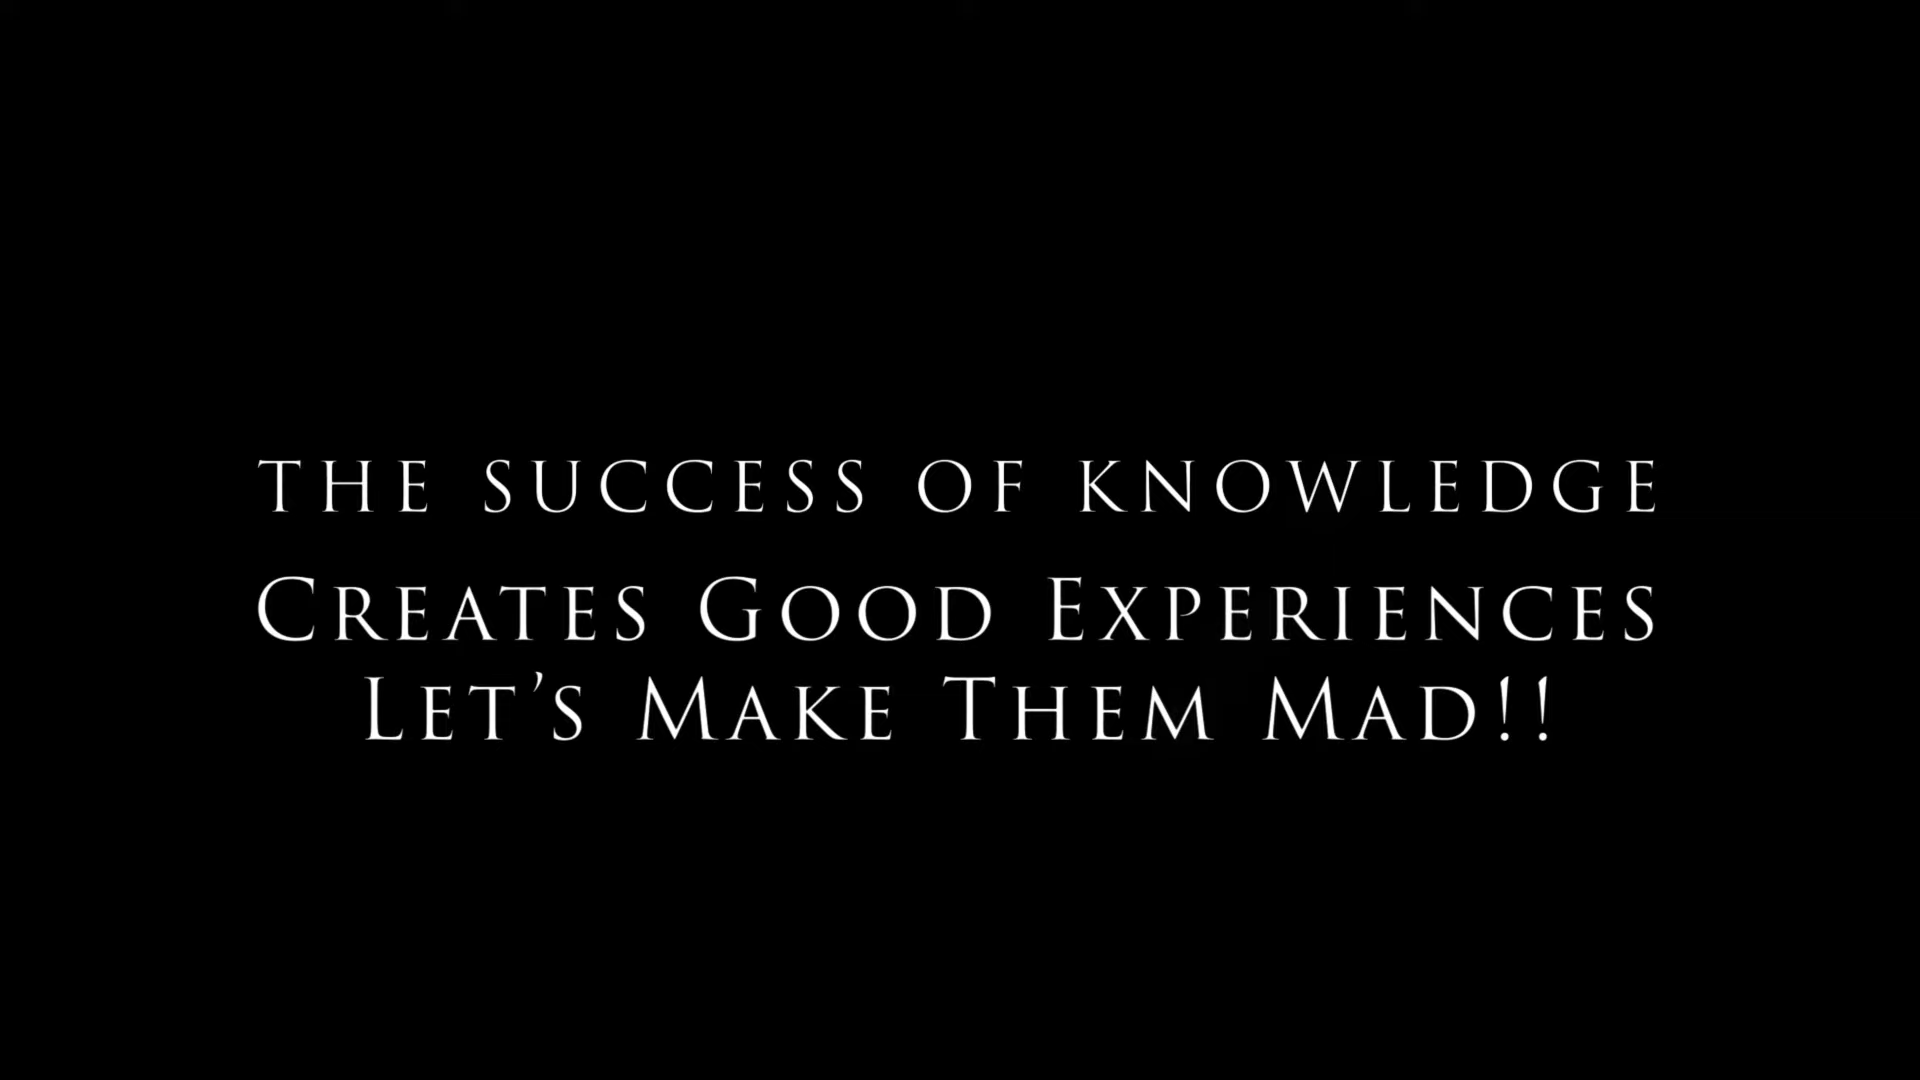 THE SUCCESS OF KNOWLEDGE
CREATES GOOD EXPERIENCES
LET’S MAKE THEM MAD!!